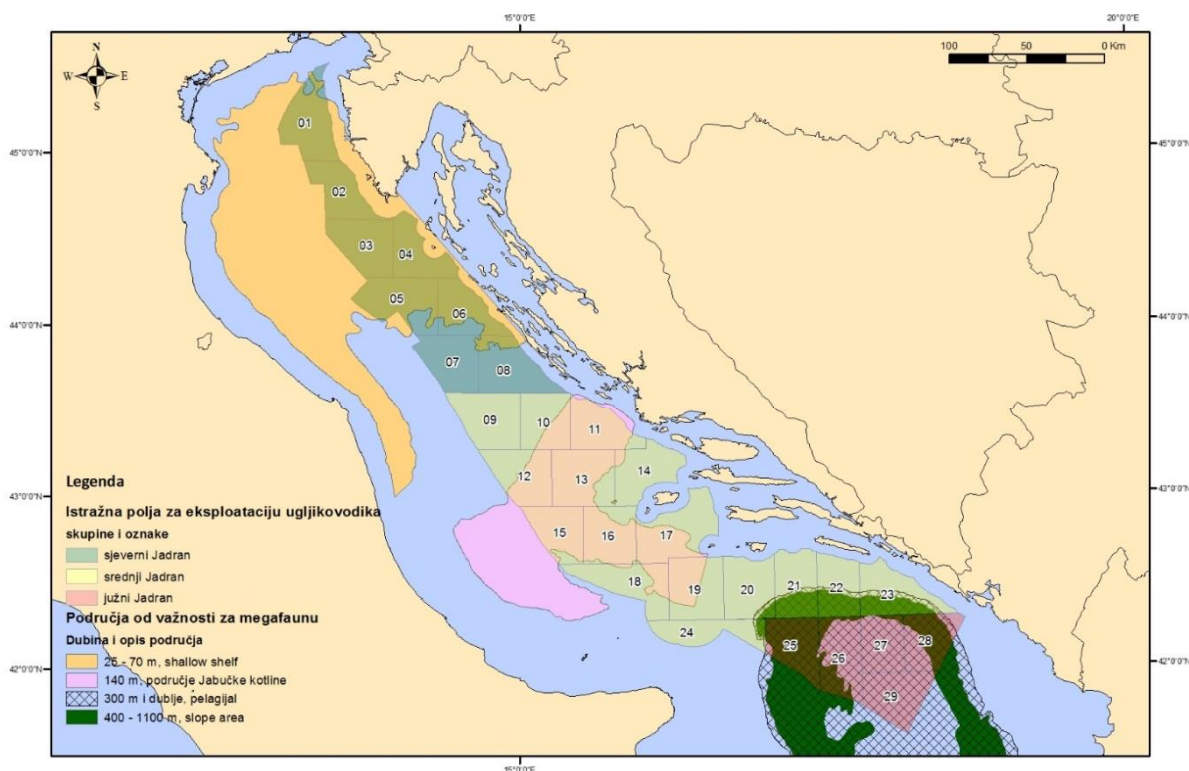 15°0'0"E
20°0'0"E
N
W
E
S
100
50
0 Km
01
45°0'0"N
45°0'0"N
02
03
04
05
06
44°0'0"N
44°0'0"N
07
08
09
10
11
12
13
14
43°0'0"N
43°0'0"N
15
16
17
18
19
20
21
22
23
24
25
26
27
28
29
42°0'0"N
42°0'0"N
Legenda
Istražna polja za eksploataciju ugljikovodika
skupine i oznake
sjeverni Jadran
srednji Jadran
južni Jadran
Područja od važnosti za megafaunu
Dubina i opis područja
25 - 70 m, shallow shelf
140 m, područje Jabučke kotline
300 m i dublje, pelagijal
400 - 1100 m, slope area
15°0'0"E